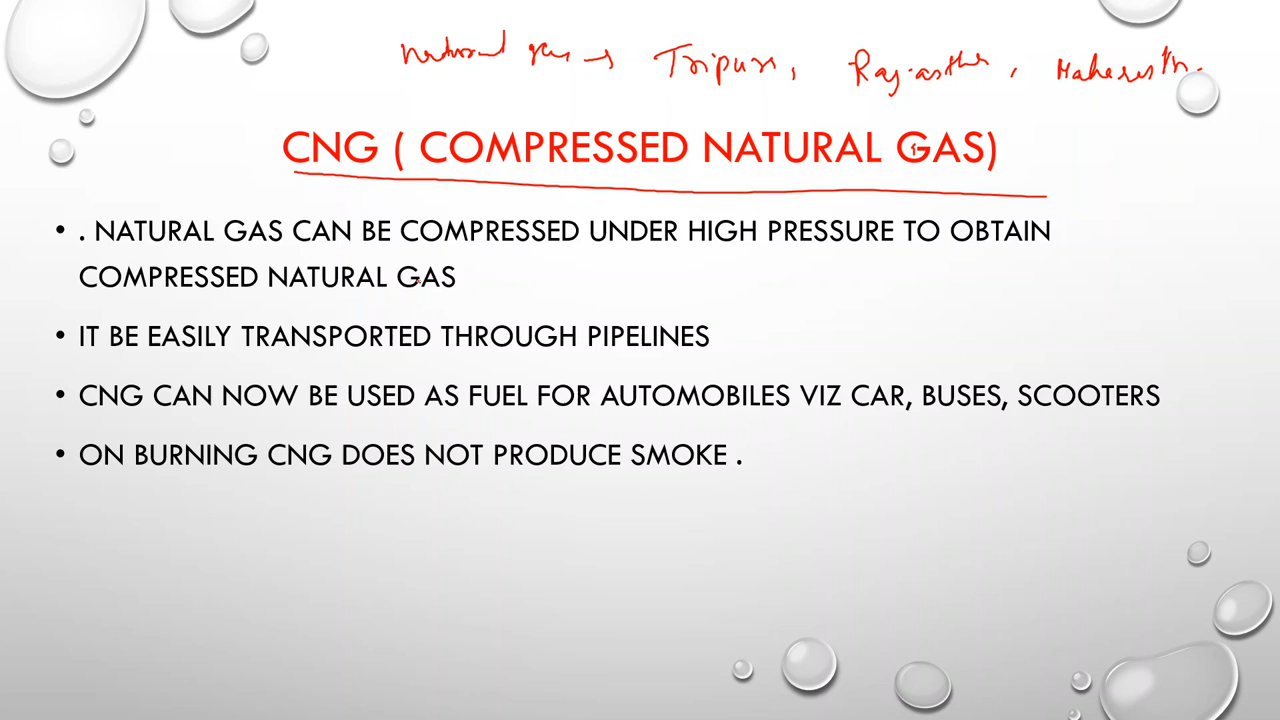 Natural gas → Tripura, Rajasthan, Maharasth.
CNG ( COMPRESSED NATURAL GAS)
• . NATURAL GAS CAN BE COMPRESSED UNDER HIGH PRESSURE TO OBTAIN
COMPRESSED NATURAL GAS
• IT BE EASILY TRANSPORTED THROUGH PIPELINES
• CNG CAN NOW BE USED AS FUEL FOR AUTOMOBILES VIZ CAR, BUSES, SCOOTERS
• ON BURNING CNG DOES NOT PRODUCE SMOKE .